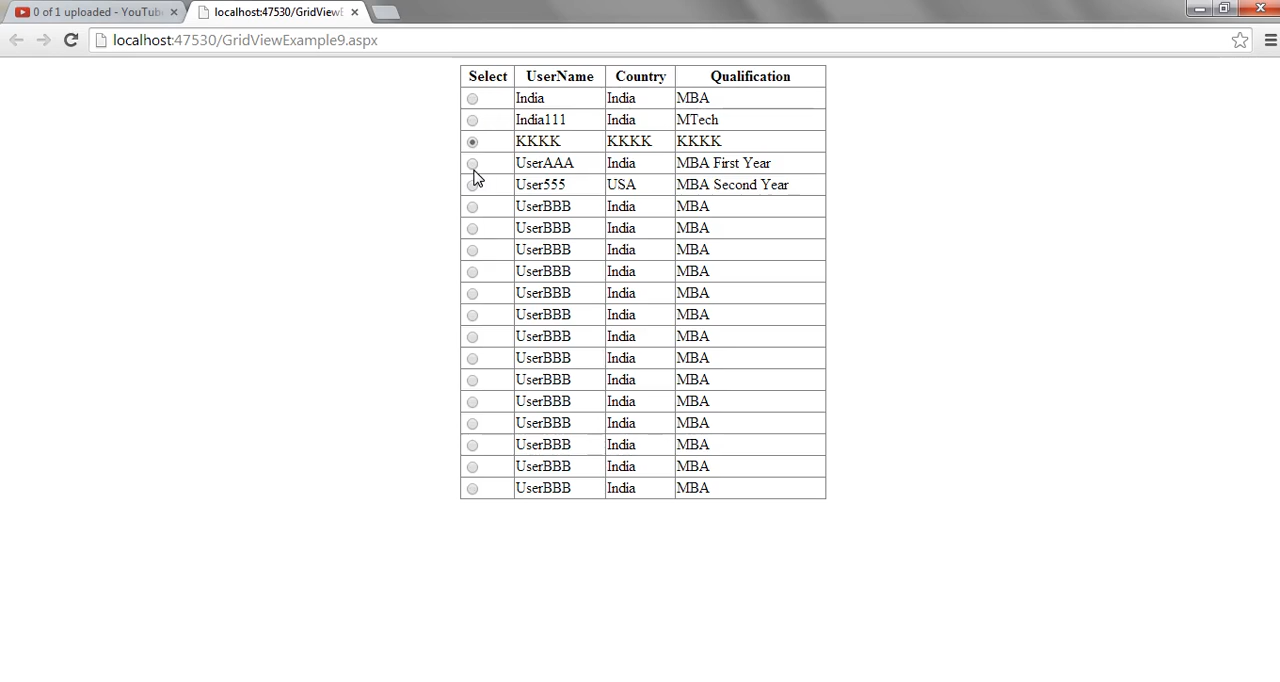 0 of 1 uploaded - YouTub
localhost:47530/GridViewE
localhost:47530/GridViewExample9.aspx
Select UserName Country Qualification
India India MBA
India111 India MTech
KKKK KKKK KKKK
UserAAA India MBA First Year
User555 USA MBA Second Year
UserBBB India MBA
UserBBB India MBA
UserBBB India MBA
UserBBB India MBA
UserBBB India MBA
UserBBB India MBA
UserBBB India MBA
UserBBB India MBA
UserBBB India MBA
UserBBB India MBA
UserBBB India MBA
UserBBB India MBA
UserBBB India MBA
UserBBB India MBA